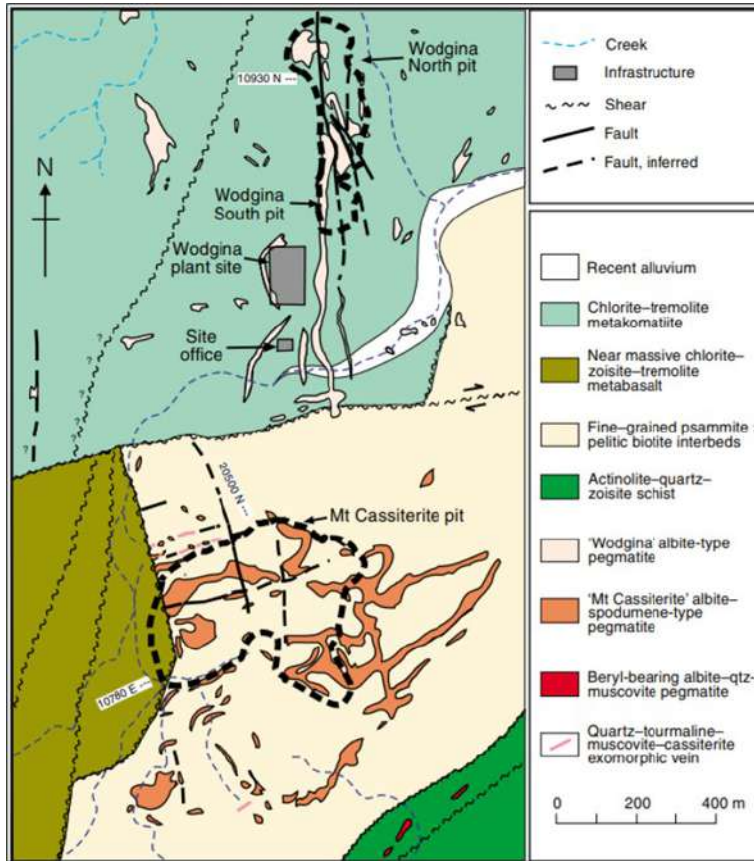 Wodgina
North pit
10930 N
N
Wodgina
South pit
Wodgina
plant site
Site
office
?
?
?
?
20500 N
Mt Cassiterite pit
10780 E
Creek
Infrastructure
Shear
Fault
Fault, inferred
Recent alluvium
Chlorite–tremolite
metakomatiite
Near massive chlorite–
zoisite–tremolite
metabasalt
Fine–grained psammite +
pelitic biotite interbeds
Actinolite–quartz–
zoisite schist
'Wodgina' albite-type
pegmatite
'Mt Cassiterite' albite–
spodumene-type
pegmatite
Beryl-bearing albite–qtz–
muscovite pegmatite
Quartz–tourmaline–
muscovite–cassiterite
exomorphic vein
0 200 400 m